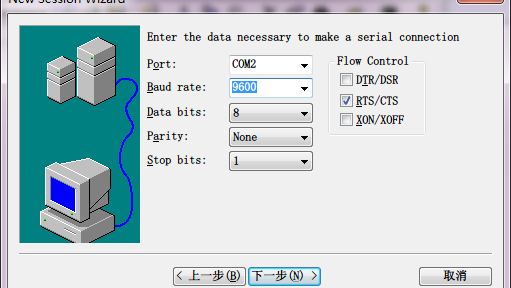 New Session Wizard
Enter the data necessary to make a serial connection
Port: COM2
Baud rate: 9600
Data bits: 8
Parity: None
Stop bits: 1
Flow Control
DTR/DSR
RTS/CTS
XON/XOFF
< 上一步(B) 下一步(N) > 取消